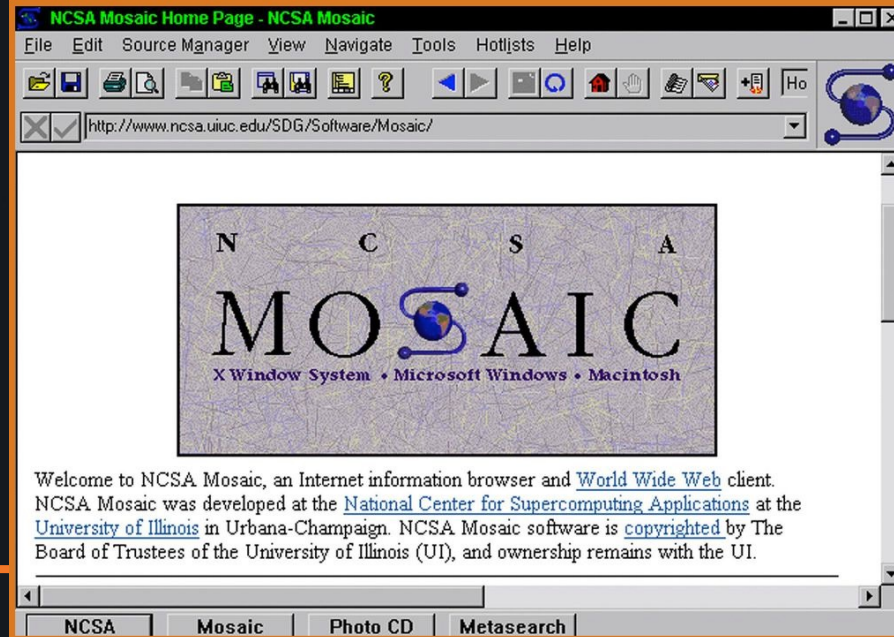 NCSA Mosaic Home Page - NCSA Mosaic
File Edit Source Manager View Navigate Tools Hotlists Help
Ho
http://www.ncsa.uiuc.edu/SDG/Software/Mosaic/
N C S A
MOSAIC
X Window System • Microsoft Windows • Macintosh
Welcome to NCSA Mosaic, an Internet information browser and World Wide Web client.
NCSA Mosaic was developed at the National Center for Supercomputing Applications at the
University of Illinois in Urbana-Champaign. NCSA Mosaic software is copyrighted by The
Board of Trustees of the University of Illinois (UI), and ownership remains with the UI.
NCSA Mosaic Photo CD Metasearch